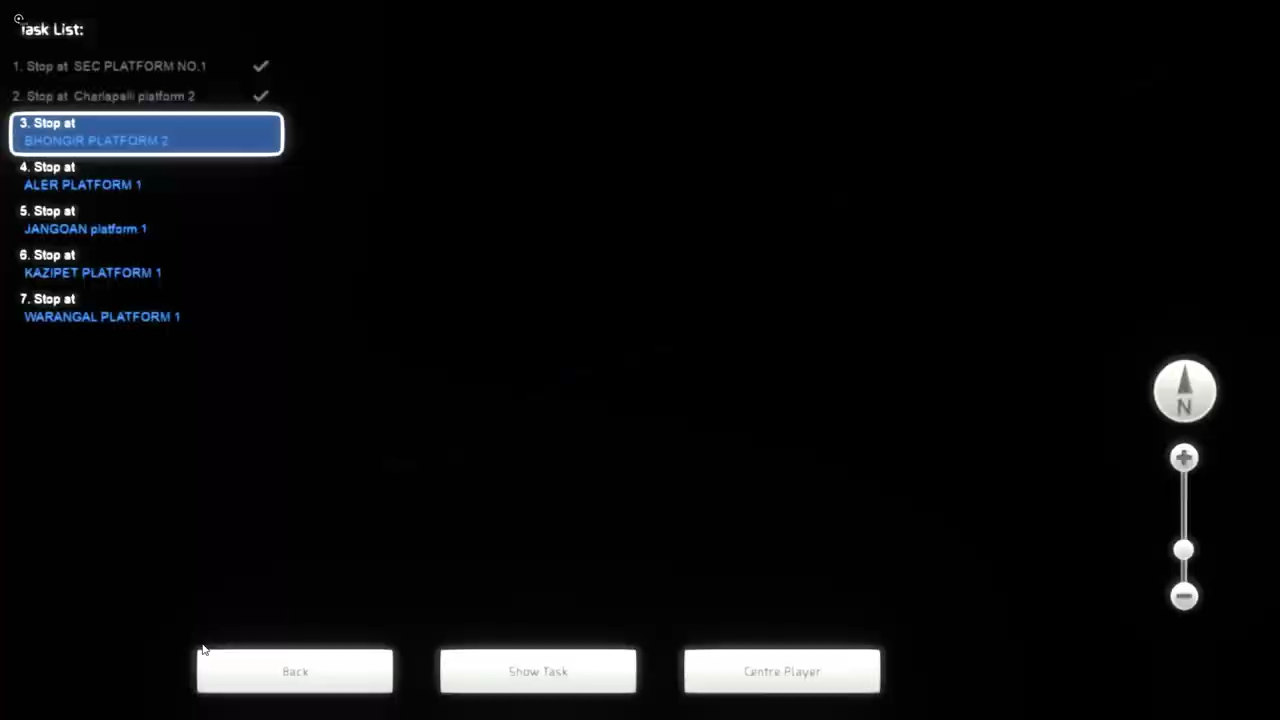 Task List:
1. Stop at SEC PLATFORM NO.1
2. Stop at Charlapalli platform 2
3. Stop at
BHONGIR PLATFORM 2
4. Stop at
ALER PLATFORM 1
5. Stop at
JANGOAN platform 1
6. Stop at
KAZIPET PLATFORM 1
7. Stop at
WARANGAL PLATFORM 1
N
Back
Show Task
Centre Player